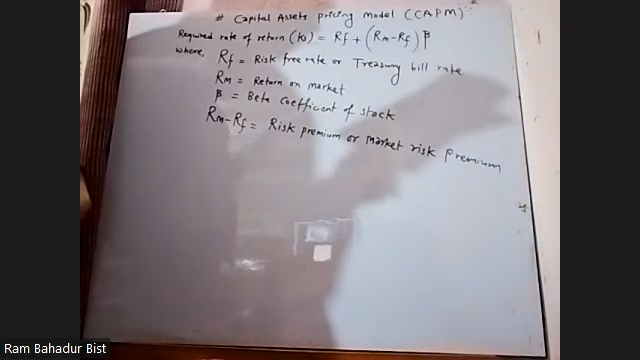 # Capital Assets pricing Model (CAPM):
Required rate of return (Ks) = Rf + (Rm-Rf) β
where,
Rf = Risk free rate or Treasury bill rate
Rm = Return on market
β = Beta coefficient of stock
Rm-Rf = Risk premium or market risk premium
Ram Bahadur Bist